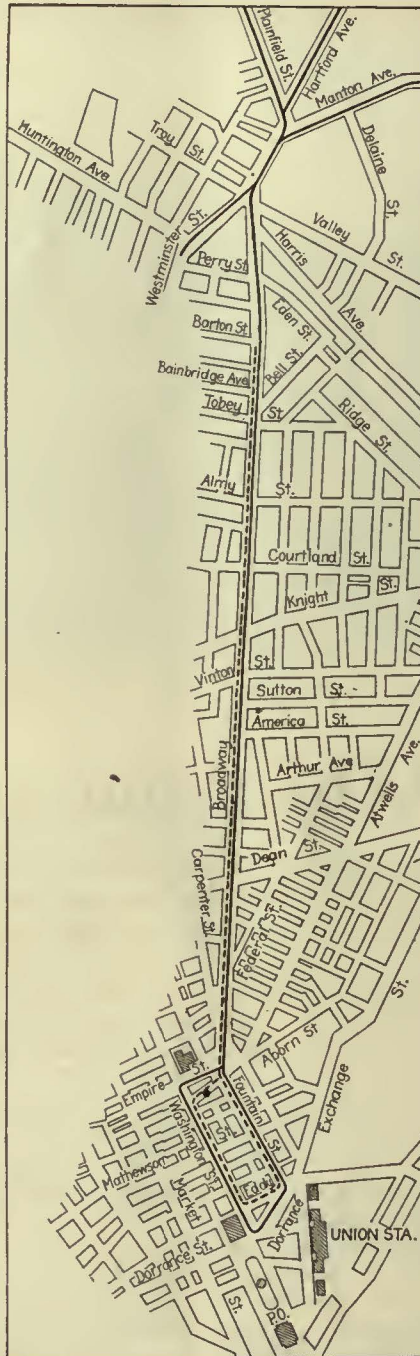 Plainfield St.
Hartford Ave.
Manton Ave.
Delaine St.
Troy St.
Huntington Ave.
Westminster St.
Valley St.
Harris Ave.
Perry St.
Eden St.
Barton St.
Bell St.
Bainbridge Ave.
Tobey St.
Ridge St.
Almy St.
Courtland St.
Knight St.
Vinton St.
Sutton St.
America St.
Broadway
Arthur Ave
Atwells Ave.
Dean St.
Carpenter St.
Federal St.
Aborn St
Exchange St.
Empire St.
Fountain St.
Washington St.
Mathewson St.
Eddy
Market St.
Dorrance
Dorrance St.
UNION STA.
P.O.